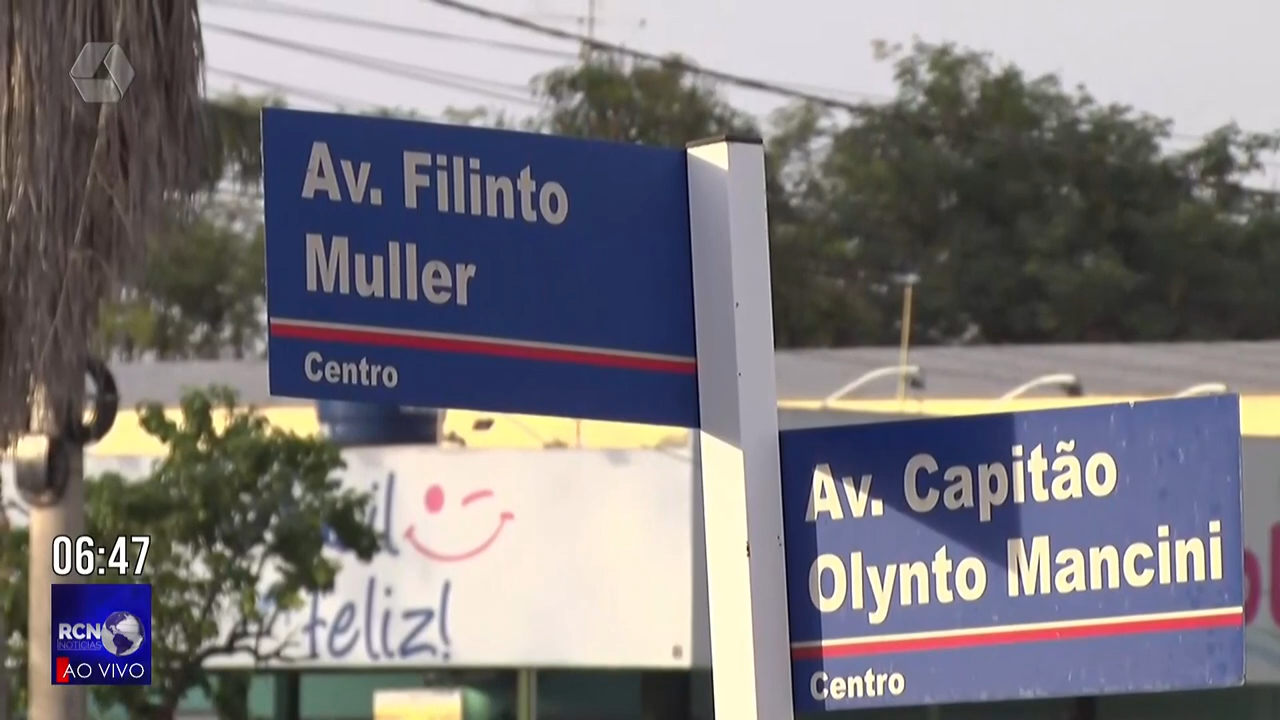 Av. Filinto
Muller
Centro
Av. Capitão
Olynto Mancini
Centro
feliz!
06:47
RCN
NOTÍCIAS
AO VIVO